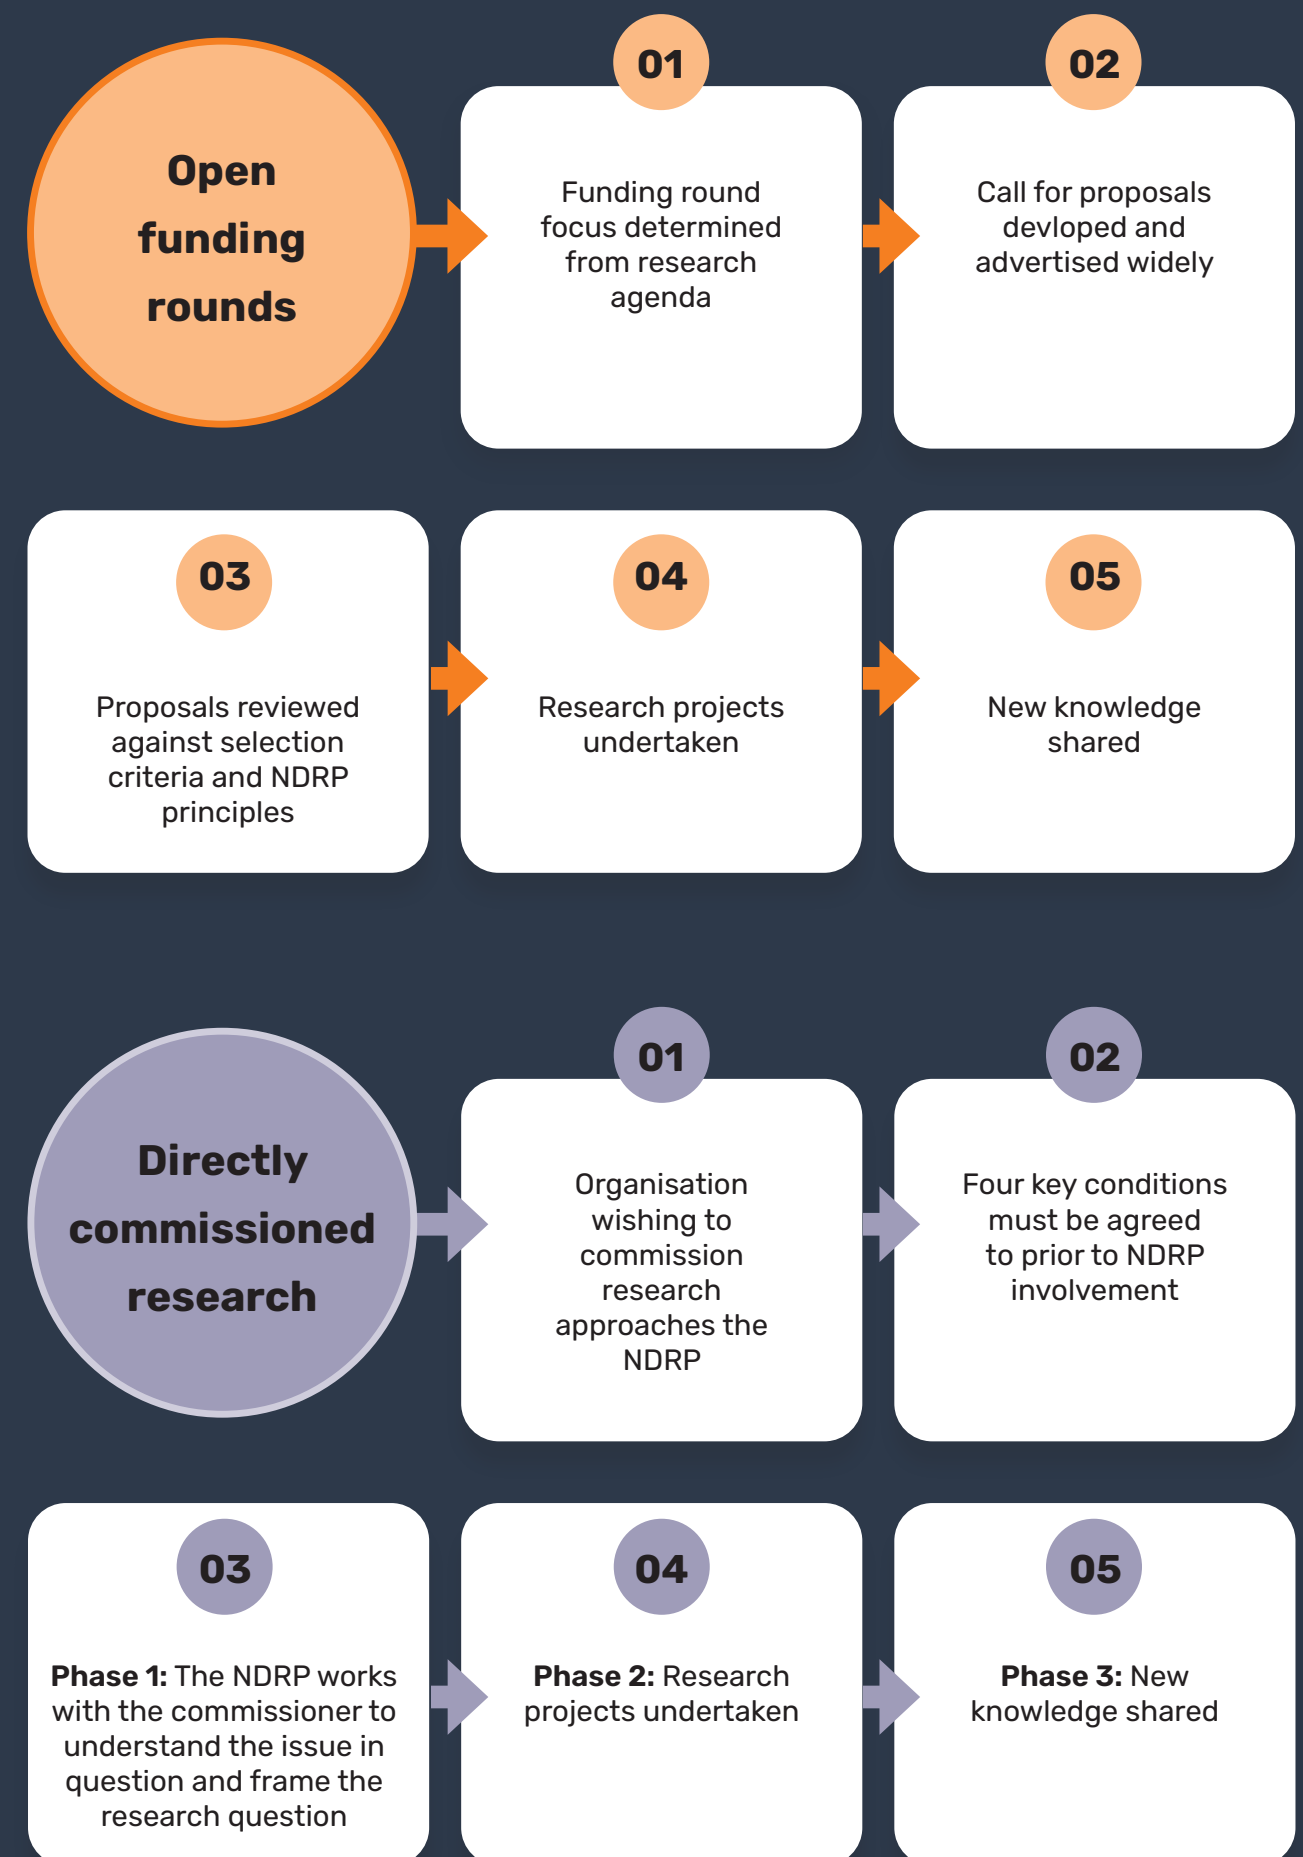 Open
funding
rounds
01
Funding round
focus determined
from research
agenda
02
Call for proposals
devloped and
advertised widely
03
Proposals reviewed
against selection
criteria and NDRP
principles
04
Research projects
undertaken
05
New knowledge
shared
Directly
commissioned
research
01
Organisation
wishing to
commission
research
approaches the
NDRP
02
Four key conditions
must be agreed
to prior to NDRP
involvement
03
Phase 1: The NDRP works
with the commissioner to
understand the issue in
question and frame the
research question
04
Phase 2: Research
projects undertaken
05
Phase 3: New
knowledge shared